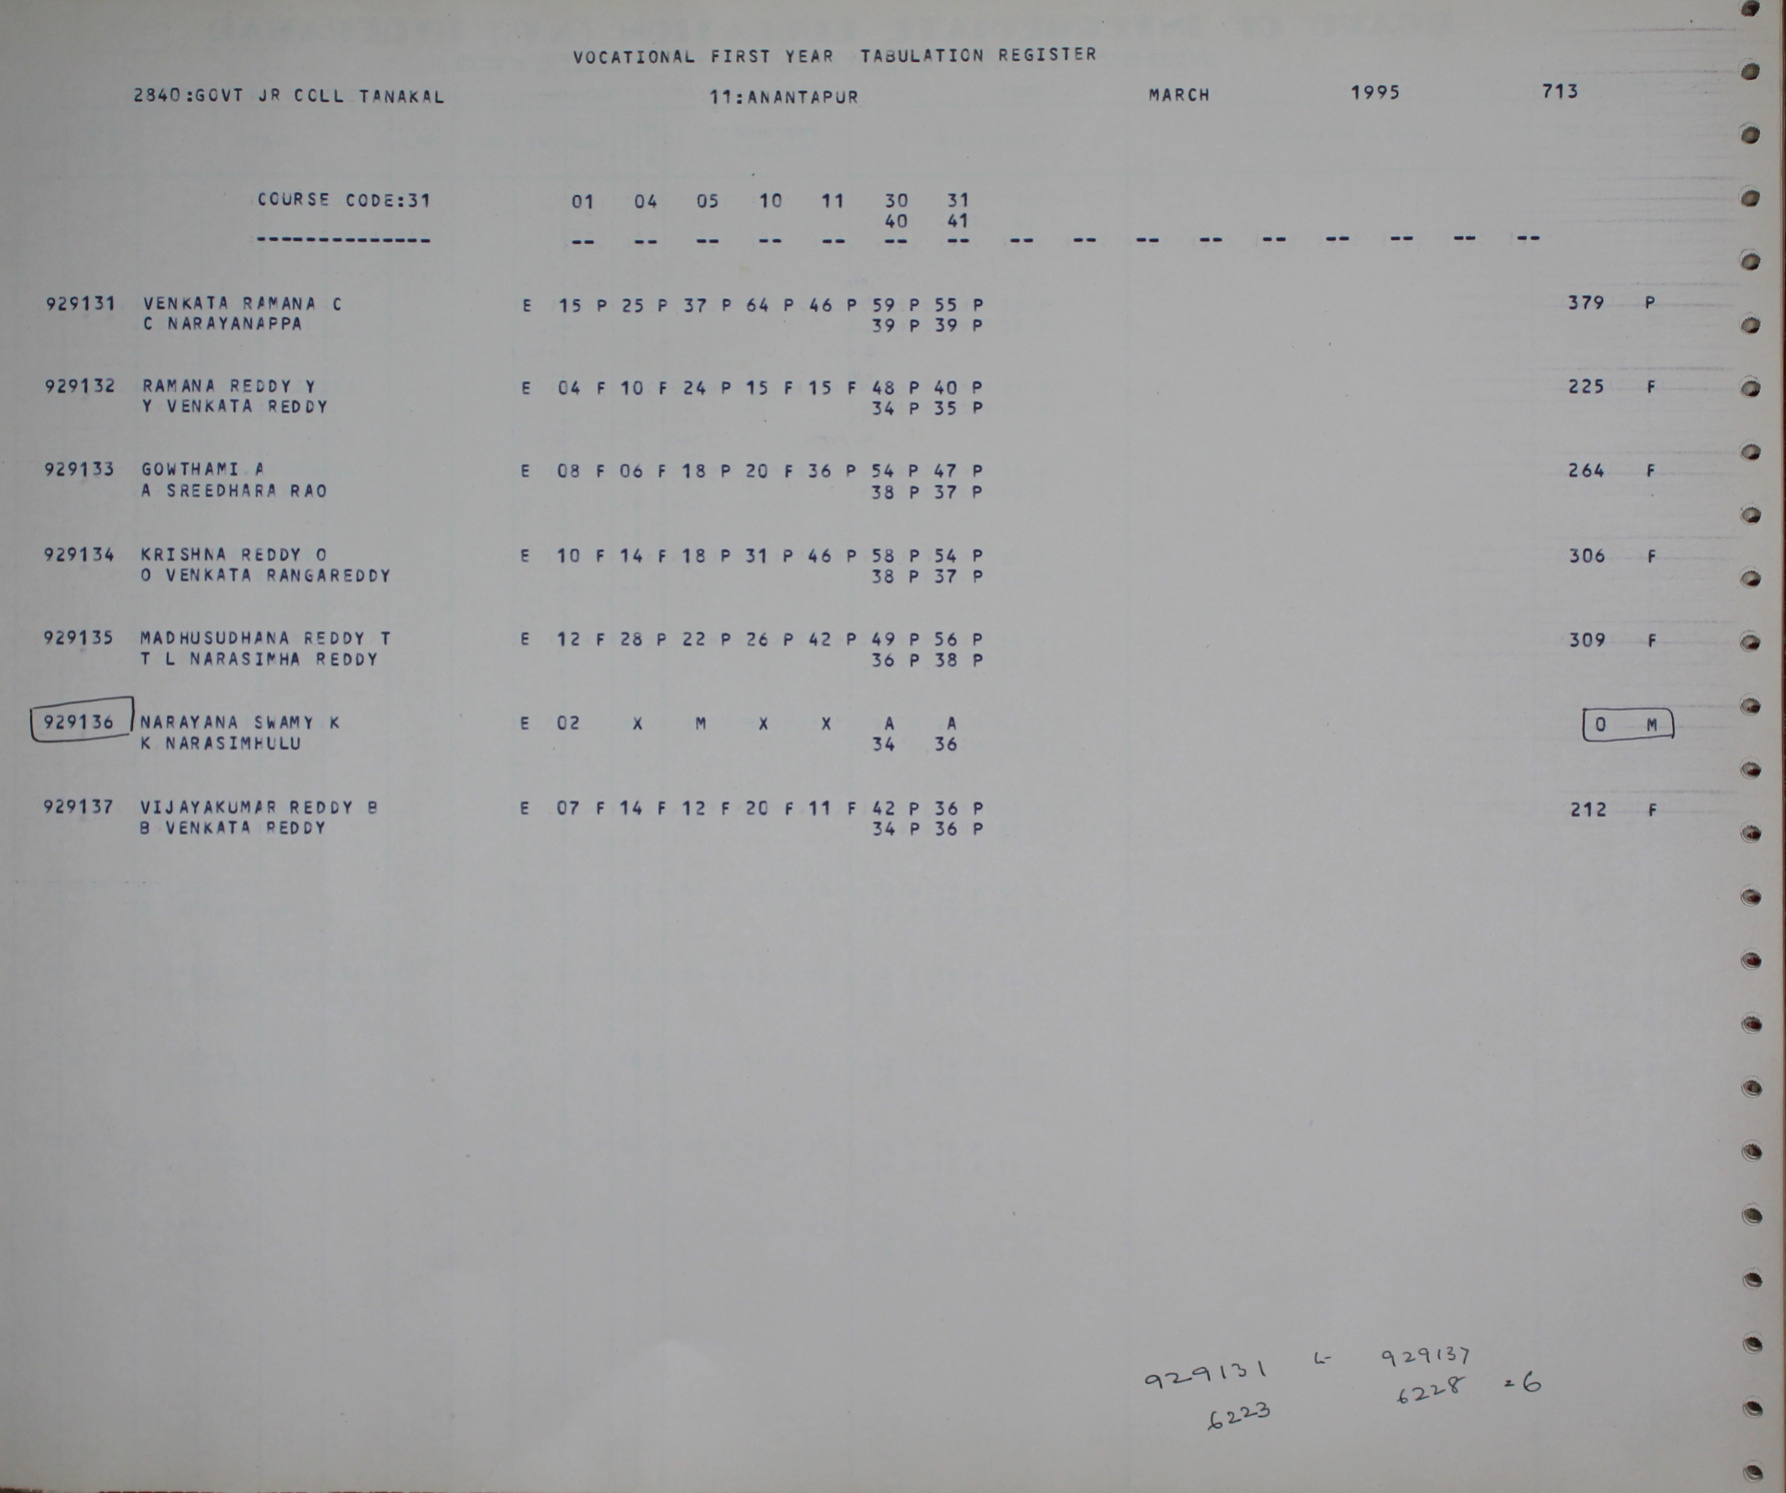 VOCATIONAL FIRST YEAR TABULATION REGISTER
2840:GOVT JR COLL TANAKAL 11:ANANTAPUR MARCH 1995 713
COURSE CODE:31 01 04 05 10 11 30 31
40 41
-------------- -- -- -- -- -- -- -- -- -- -- -- -- -- -- -- --
929131 VENKATA RAMANA C E 15 P 25 P 37 P 64 P 46 P 59 P 55 P 379 P
C NARAYANAPPA 39 P 39 P
929132 RAMANA REDDY Y E 04 F 10 F 24 P 15 F 15 F 48 P 40 P 225 F
Y VENKATA REDDY 34 P 35 P
929133 GOWTHAMI A E 08 F 06 F 18 P 20 F 36 P 54 P 47 P 264 F
A SREEDHARA RAO 38 P 37 P
929134 KRISHNA REDDY O E 10 F 14 F 18 P 31 P 46 P 58 P 54 P 306 F
O VENKATA RANGAREDDY 38 P 37 P
929135 MADHUSUDHANA REDDY T E 12 F 28 P 22 P 26 P 42 P 49 P 56 P 309 F
T L NARASIMHA REDDY 36 P 38 P
929136 NARAYANA SWAMY K E 02 X M X X A A 0 M
K NARASIMHULU 34 36
929137 VIJAYAKUMAR REDDY B E 07 F 14 F 12 F 20 F 11 F 42 P 36 P 212 F
B VENKATA REDDY 34 P 36 P
929131 929137
6223 6228 = 6